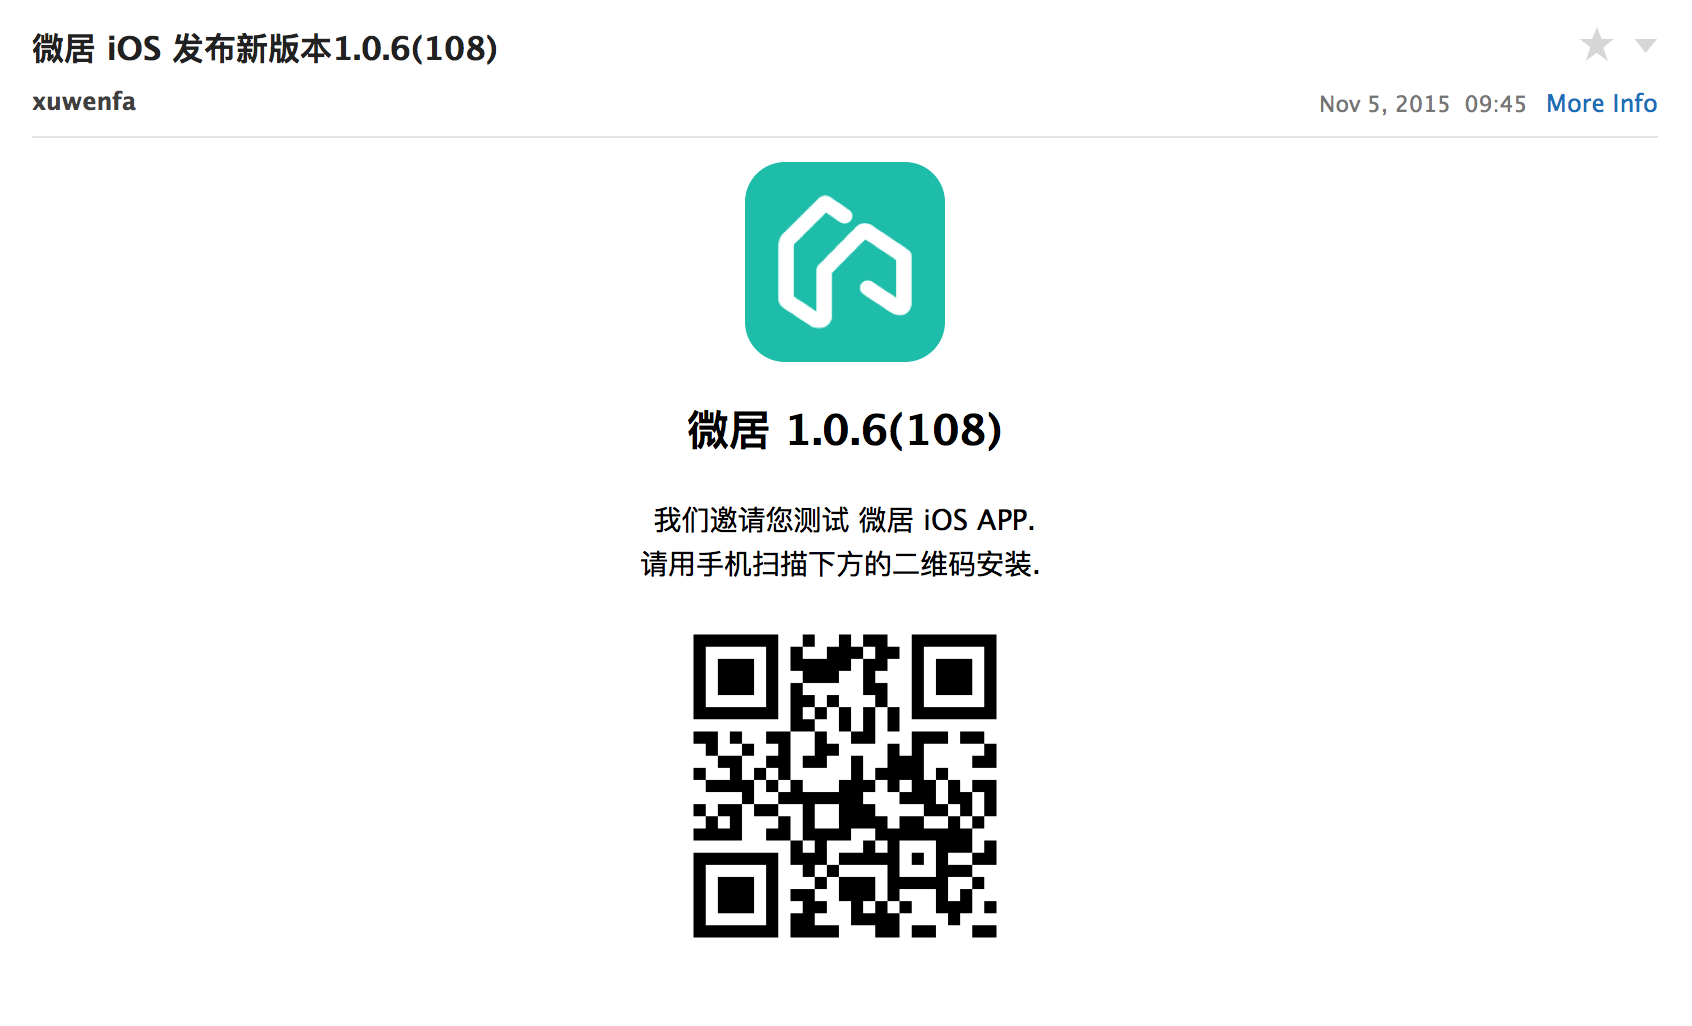 微居 iOS 发布新版本1.0.6(108)
xuwenfa
Nov 5, 2015 09:45 More Info
微居 1.0.6(108)
我们邀请您测试 微居 iOS APP.
请用手机扫描下方的二维码安装.